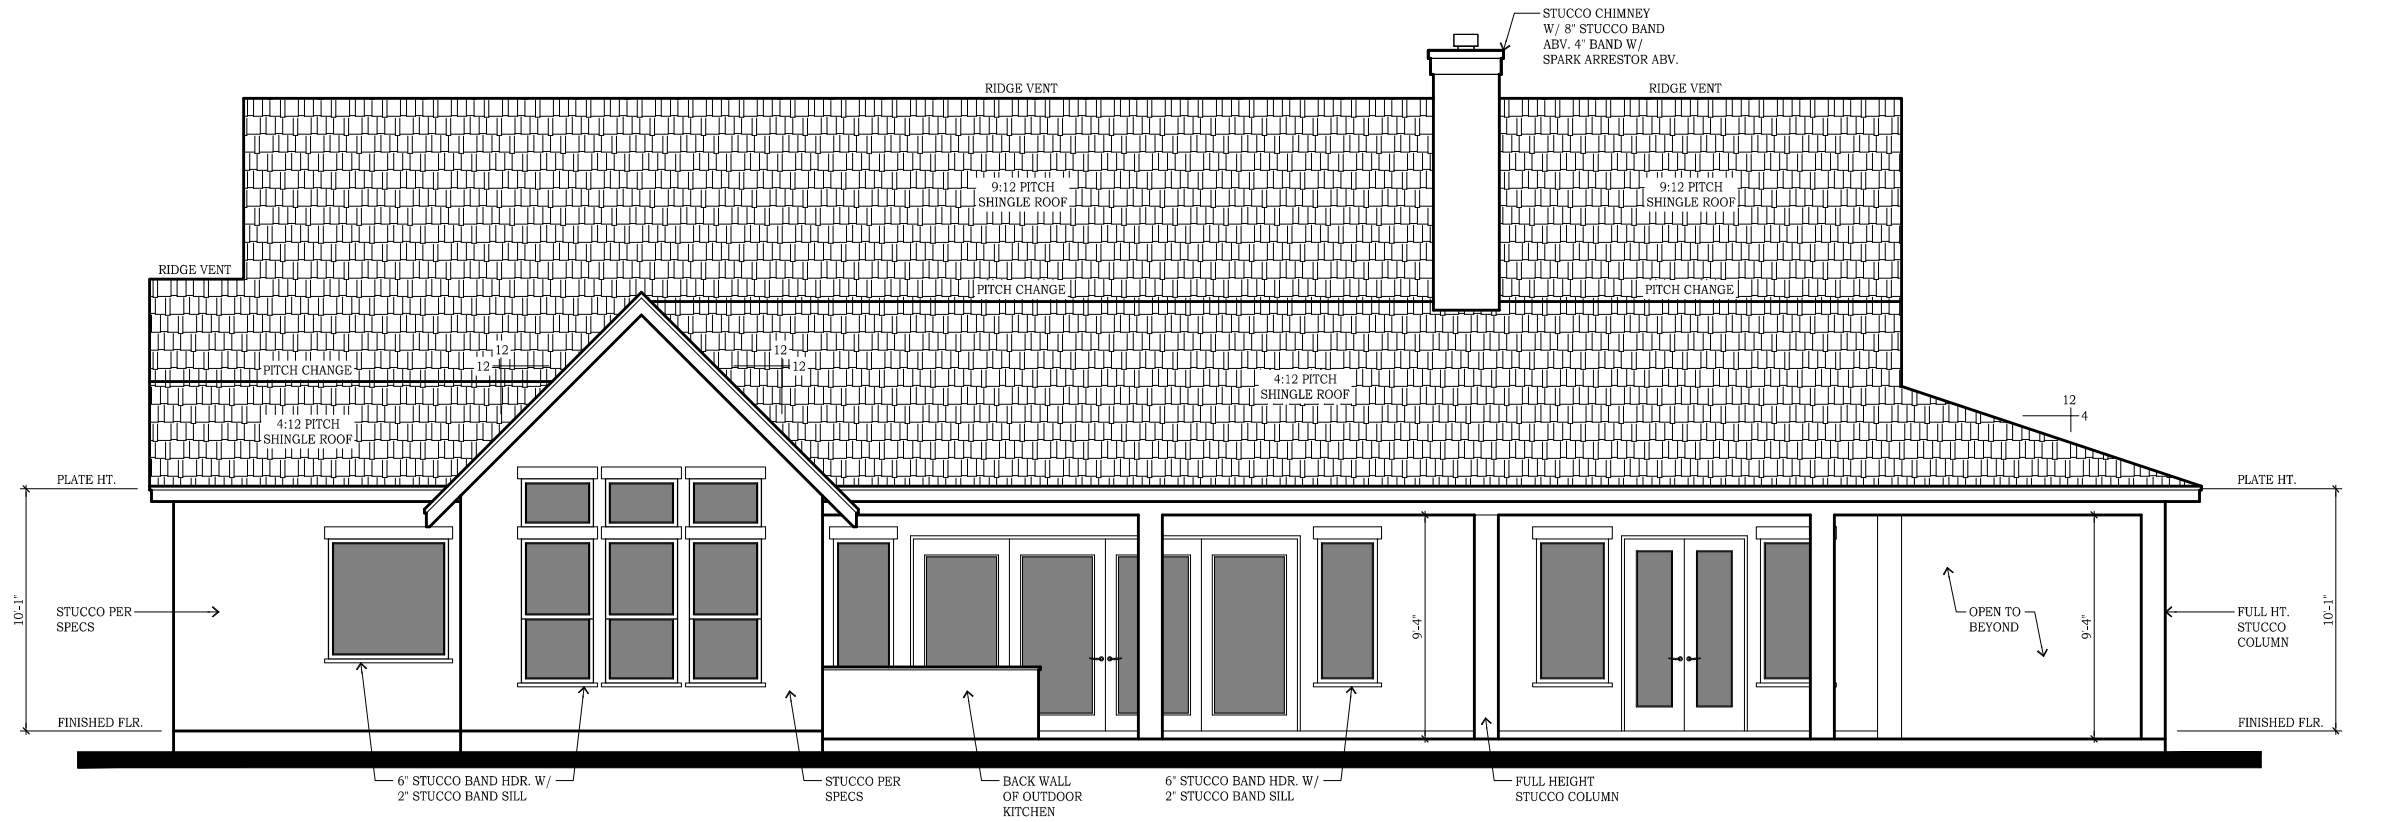 STUCCO CHIMNEY
W/ 8" STUCCO BAND
ABV. 4" BAND W/
SPARK ARRESTOR ABV.
RIDGE VENT
RIDGE VENT
9:12 PITCH
SHINGLE ROOF
9:12 PITCH
SHINGLE ROOF
RIDGE VENT
PITCH CHANGE
PITCH CHANGE
12
12
12
12
PITCH CHANGE
4:12 PITCH
SHINGLE ROOF
12
4
4:12 PITCH
SHINGLE ROOF
PLATE HT.
PLATE HT.
10'-1"
STUCCO PER
SPECS
9'-4"
OPEN TO
BEYOND
9'-4"
FULL HT.
STUCCO
COLUMN
10'-1"
FINISHED FLR.
FINISHED FLR.
6" STUCCO BAND HDR. W/
2" STUCCO BAND SILL
STUCCO PER
SPECS
BACK WALL
OF OUTDOOR
KITCHEN
6" STUCCO BAND HDR. W/
2" STUCCO BAND SILL
FULL HEIGHT
STUCCO COLUMN